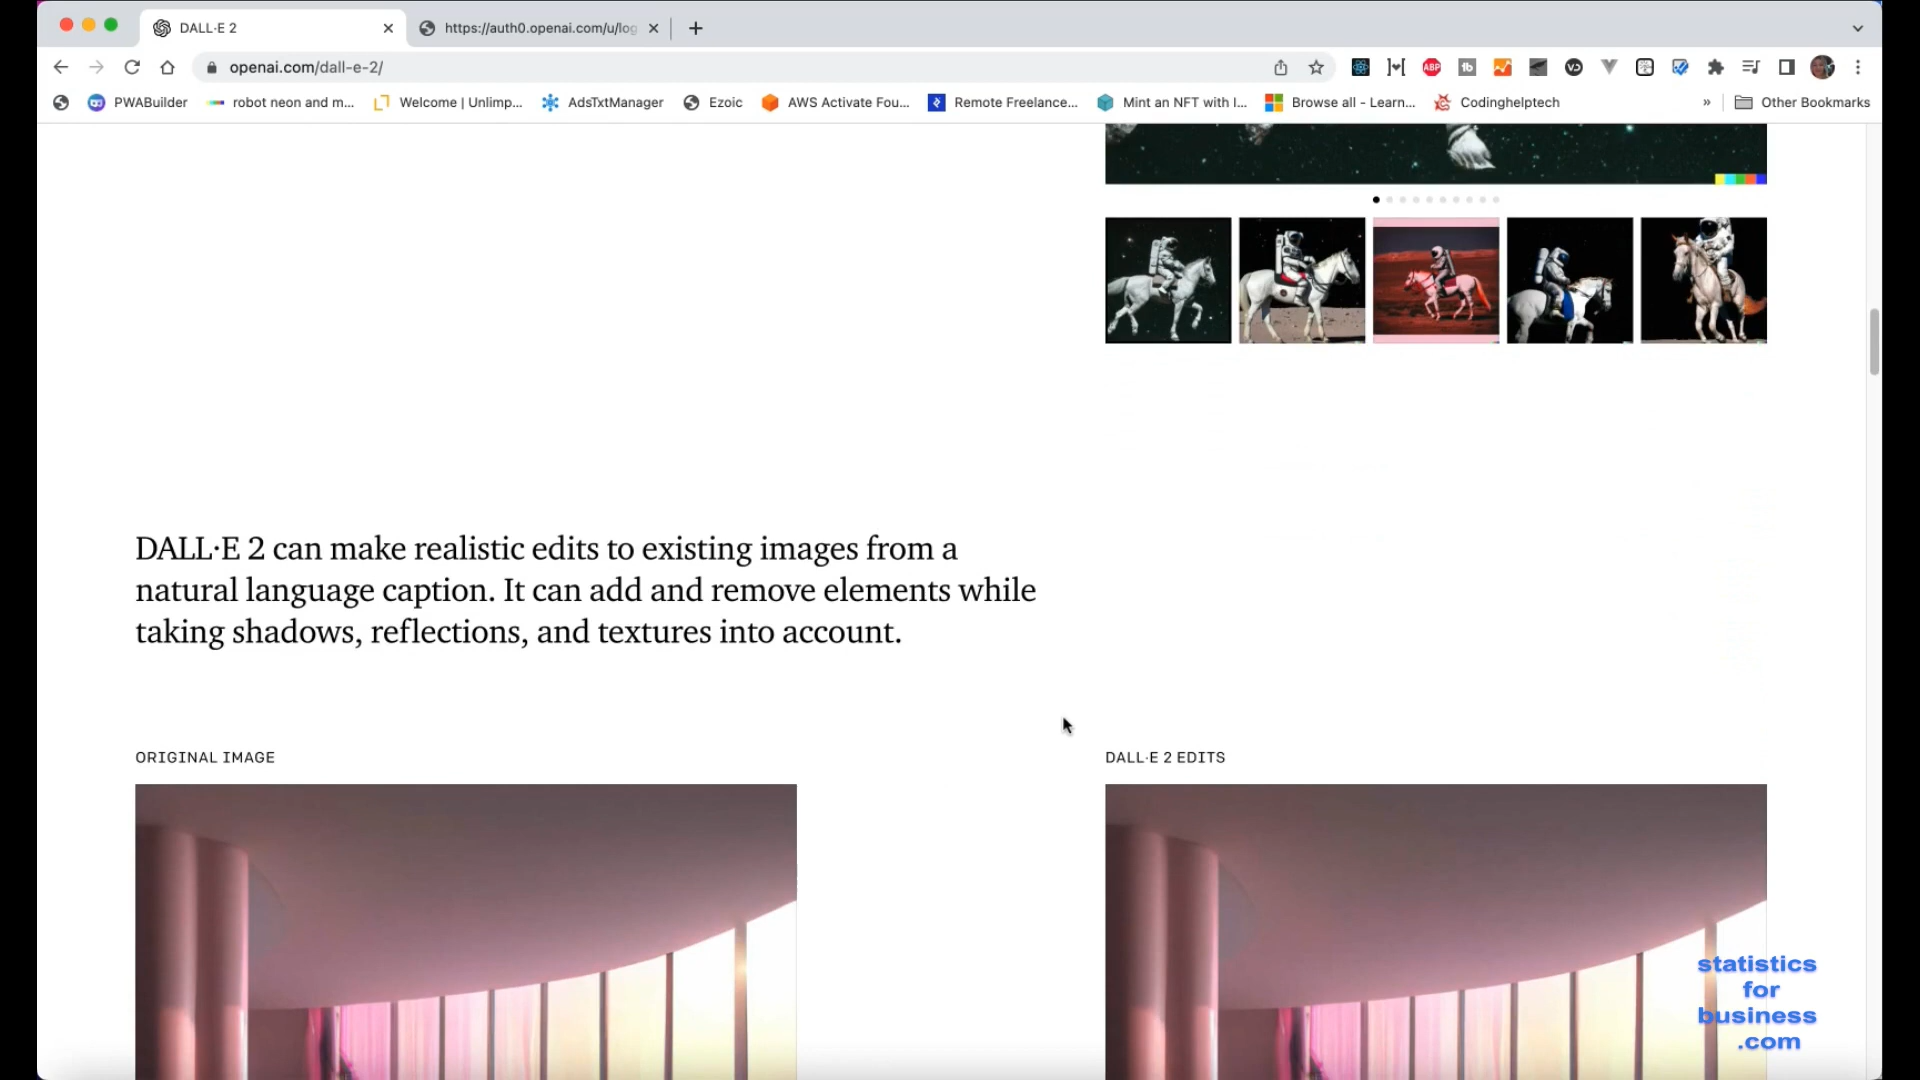 DALL·E 2
https://auth0.openai.com/u/log
openai.com/dall-e-2/
PWABuilder
robot neon and m...
Welcome | Unlimp...
AdsTxtManager
Ezoic
AWS Activate Fou...
Remote Freelance...
Mint an NFT with I...
Browse all - Learn...
Codinghelptech
»
Other Bookmarks
ABP
DALL·E 2 can make realistic edits to existing images from a
natural language caption. It can add and remove elements while
taking shadows, reflections, and textures into account.
ORIGINAL IMAGE
DALL·E 2 EDITS
statistics
for
business
.com